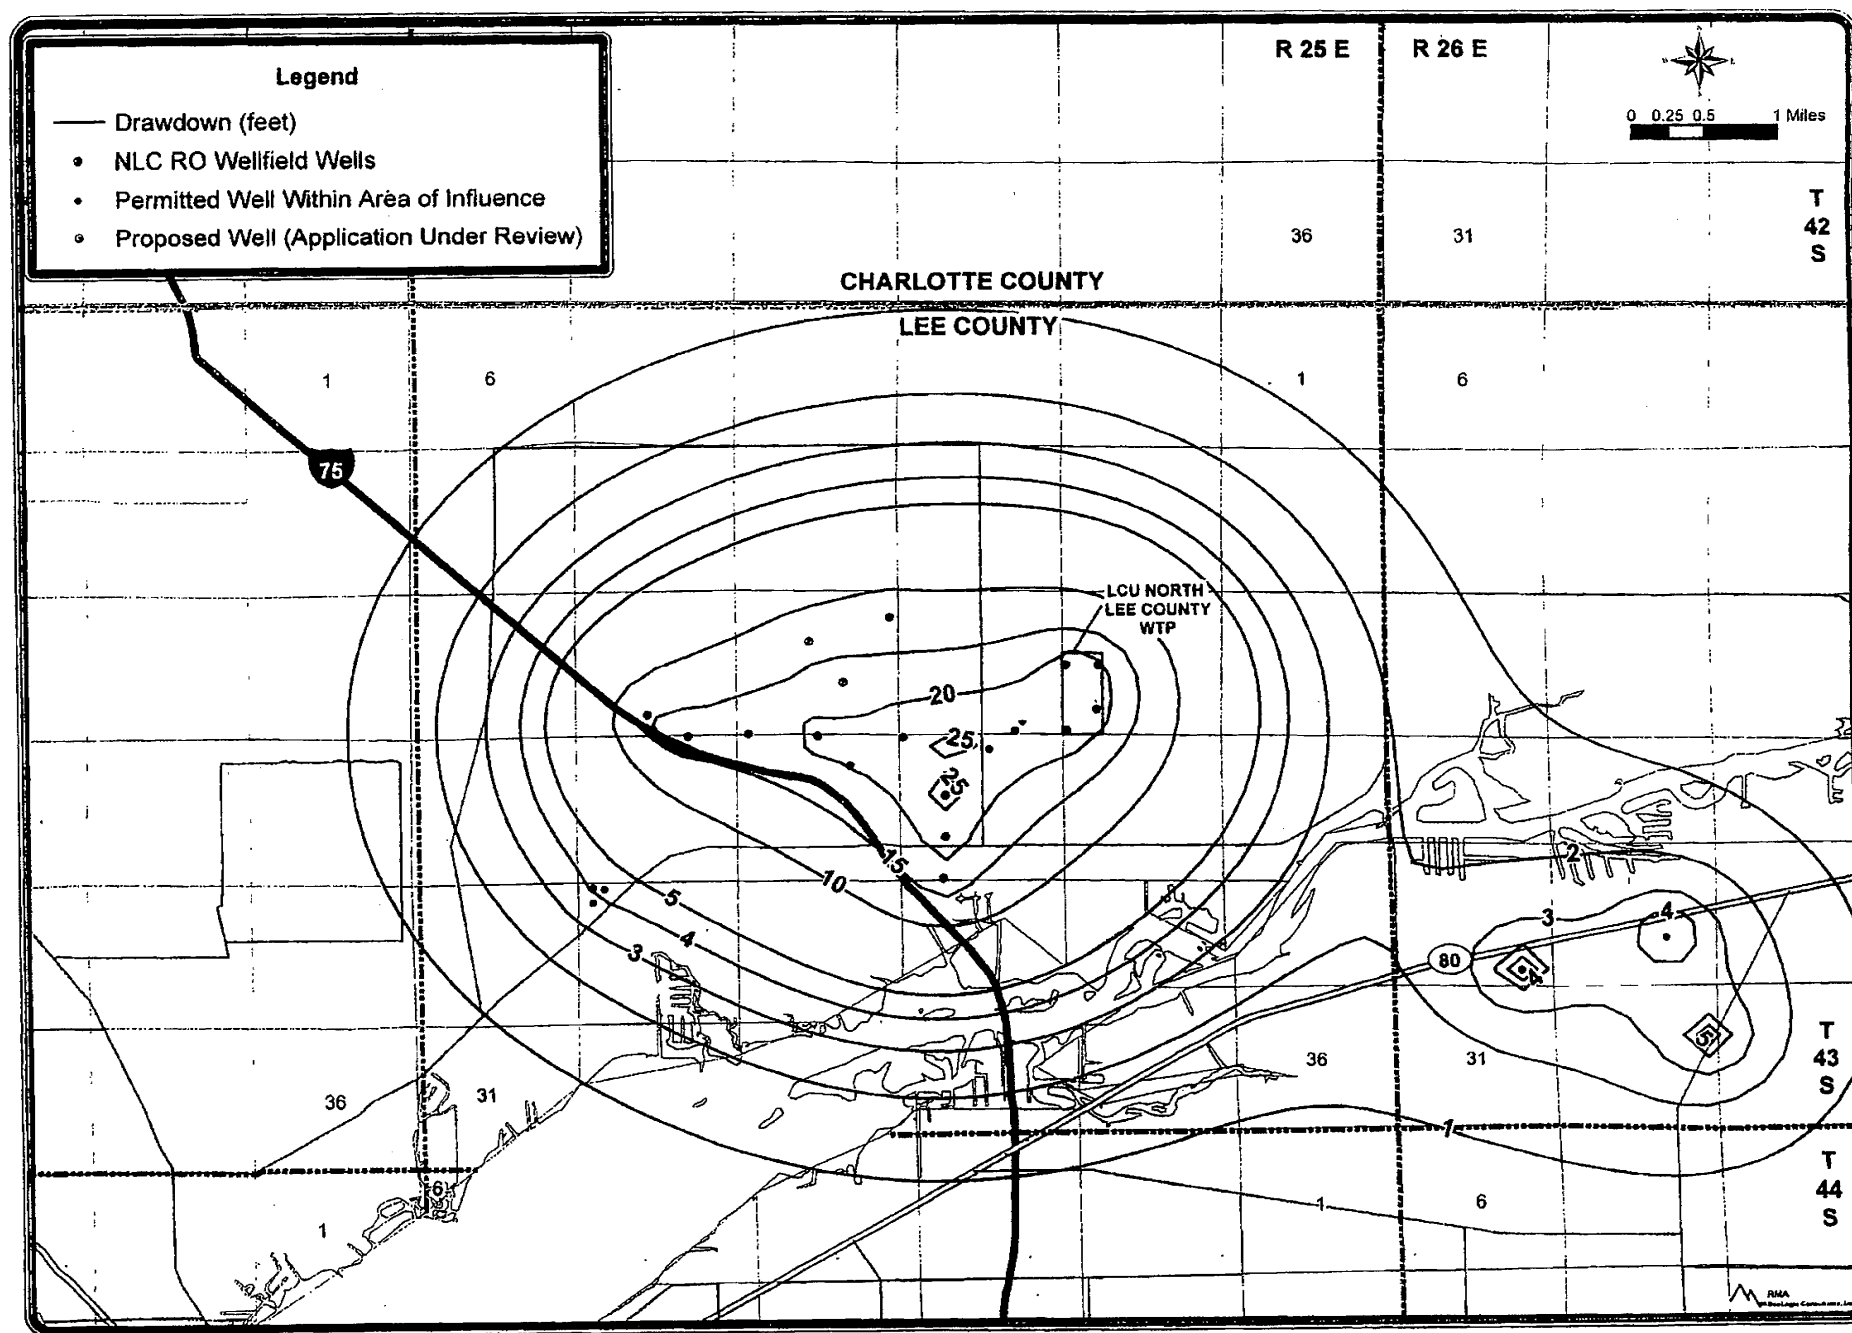 R 25 E
R 26 E
Legend
Drawdown (feet)
NLC RO Wellfield Wells
Permitted Well Within Area of Influence
Proposed Well (Application Under Review)
0 0.25 0.5 1 Miles
T
42
S
36
31
CHARLOTTE COUNTY
LEE COUNTY
1
6
1
6
75
LCU NORTH
LEE COUNTY
WTP
20
25
25
15
10
5
4
3
2
3
4
80
4
5
T
43
S
36
31
36
31
1
T
44
S
6
1
1
6
RMA